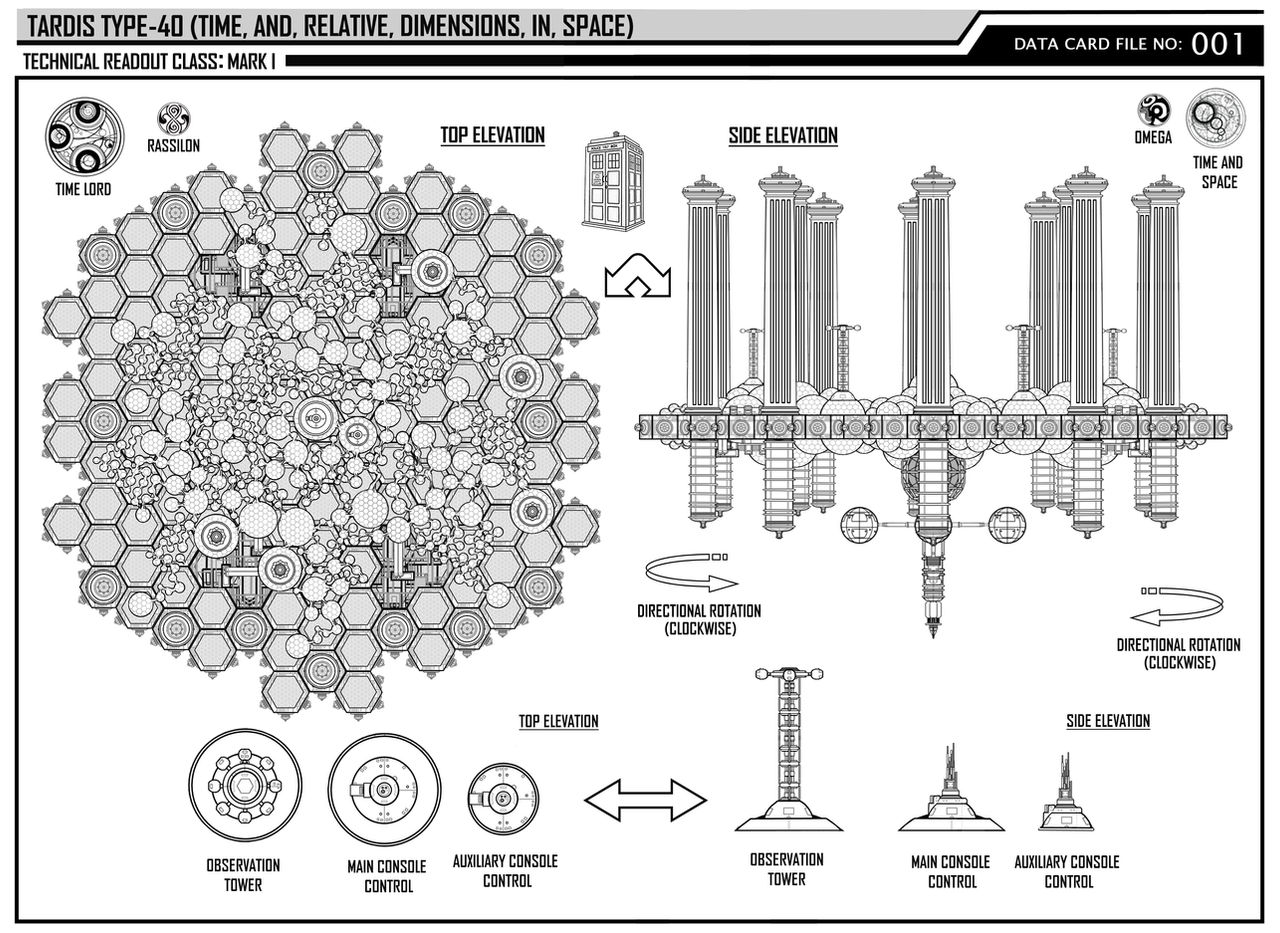 TARDIS TYPE-40 (TIME, AND, RELATIVE, DIMENSIONS, IN, SPACE)
DATA CARD FILE NO: 001
TECHNICAL READOUT CLASS: MARK I
TIME LORD
RASSILON
TOP ELEVATION
SIDE ELEVATION
OMEGA
TIME AND
SPACE
DIRECTIONAL ROTATION
(CLOCKWISE)
DIRECTIONAL ROTATION
(CLOCKWISE)
TOP ELEVATION
SIDE ELEVATION
OBSERVATION
TOWER
MAIN CONSOLE
CONTROL
AUXILIARY CONSOLE
CONTROL
OBSERVATION
TOWER
MAIN CONSOLE
CONTROL
AUXILIARY CONSOLE
CONTROL